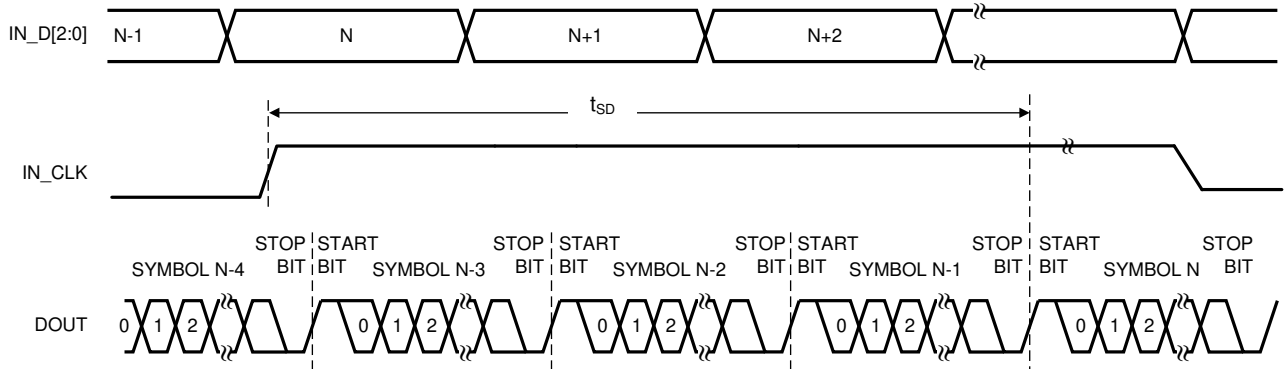 IN_D[2:0] N-1 N N+1 N+2
tSD
IN_CLK
STOP START STOP START STOP START STOP START STOP
SYMBOL N-4 BIT BIT SYMBOL N-3 BIT BIT SYMBOL N-2 BIT BIT SYMBOL N-1 BIT BIT SYMBOL N BIT
DOUT 0 1 2 0 1 2 0 1 2 0 1 2 0 1 2